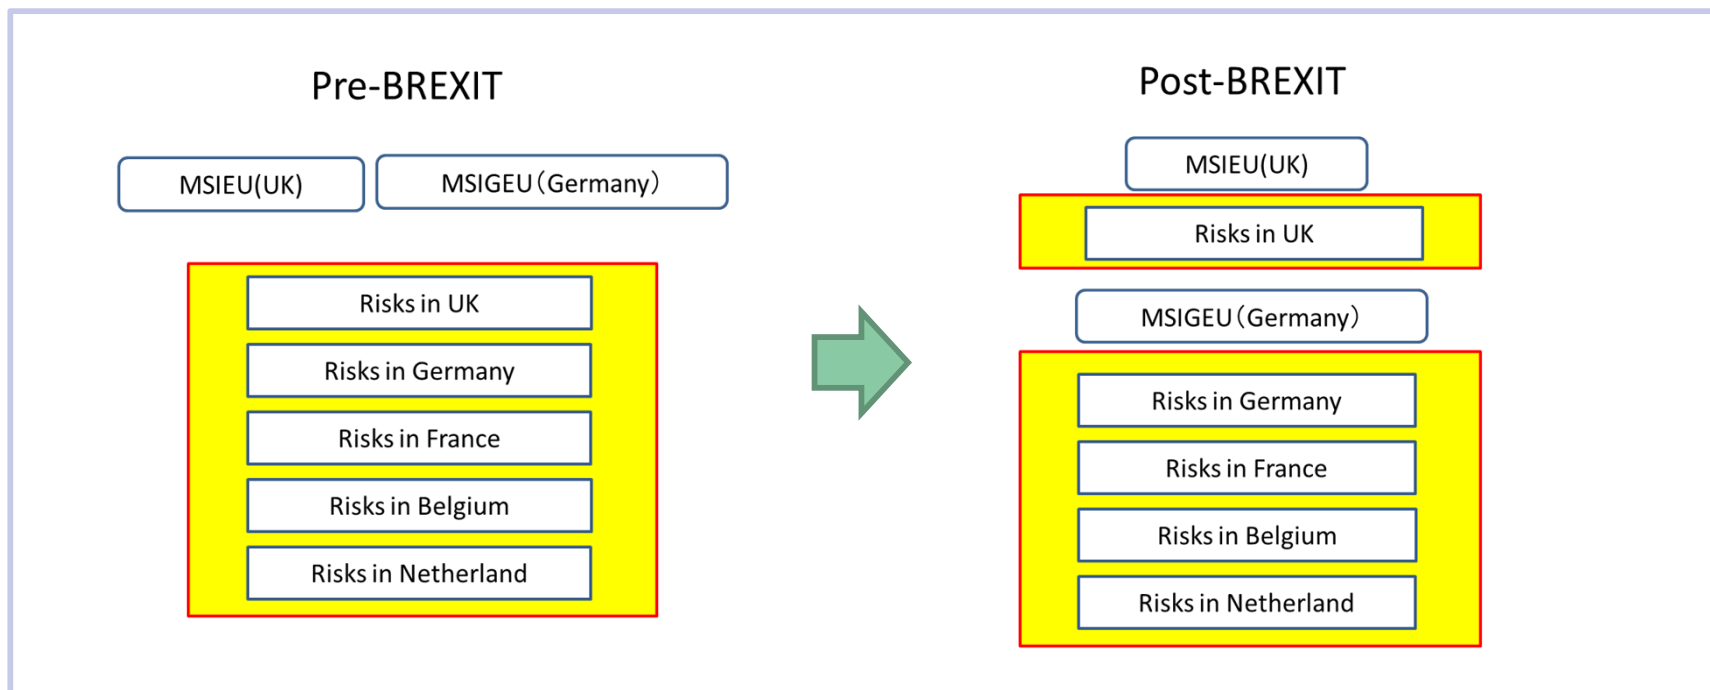 Pre-BREXIT
MSIEU(UK)
MSIGEU（Germany）
Risks in UK
Risks in Germany
Risks in France
Risks in Belgium
Risks in Netherland
Post-BREXIT
MSIEU(UK)
Risks in UK
MSIGEU（Germany）
Risks in Germany
Risks in France
Risks in Belgium
Risks in Netherland